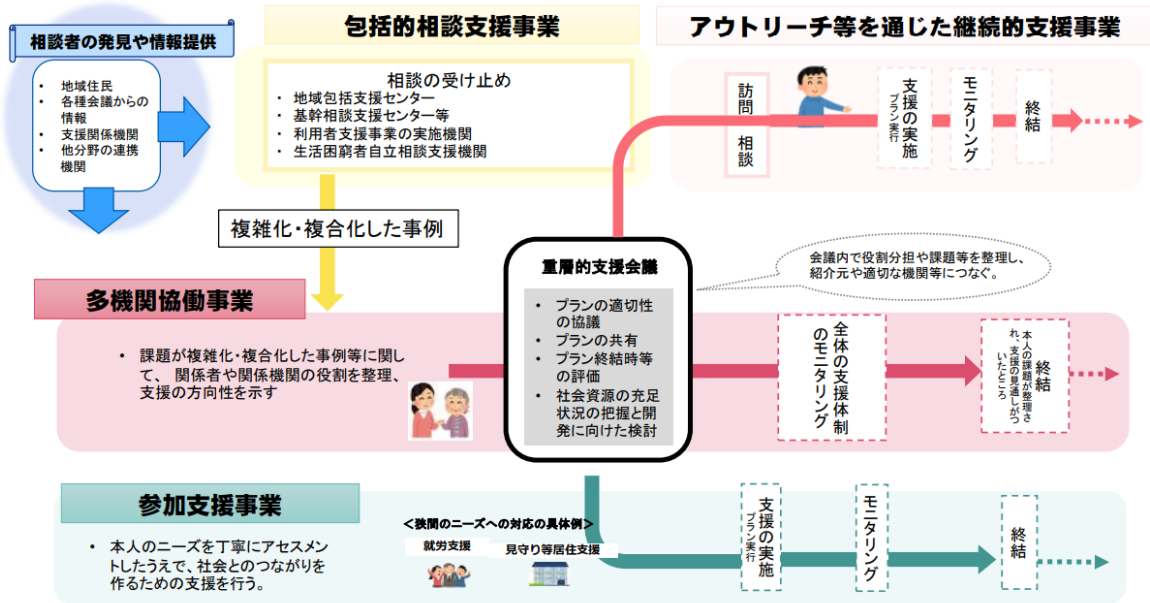 相談者の発見や情報提供
・ 地域住民
・ 各種会議からの
情報
・ 支援関係機関
・ 他分野の連携
機関
包括的相談支援事業
相談の受け止め
・ 地域包括支援センター
・ 基幹相談支援センター等
・ 利用者支援事業の実施機関
・ 生活困窮者自立相談支援機関
アウトリーチ等を通じた継続的支援事業
訪問 相談
支援の実施
プラン実行
モニタリング
終結
複雑化・複合化した事例
重層的支援会議
・ プランの適切性
の協議
・ プランの共有
・ プラン終結時等
の評価
・ 社会資源の充足
状況の把握と開
発に向けた検討
会議内で役割分担や課題等を整理し、
紹介元や適切な機関等につなぐ。
多機関協働事業
・ 課題が複雑化・複合化した事例等に関し
て、 関係者や関係機関の役割を整理、
支援の方向性を示す
全体の支援体制
のモニタリング
終結
本人の課題が整理さ
れ、支援の見通しがつ
いたところ
参加支援事業
・ 本人のニーズを丁寧にアセスメン
トしたうえで、社会とのつながりを
作るための支援を行う。
<狭間のニーズへの対応の具体例>
就労支援
見守り等居住支援
支援の実施
プラン実行
モニタリング
終結